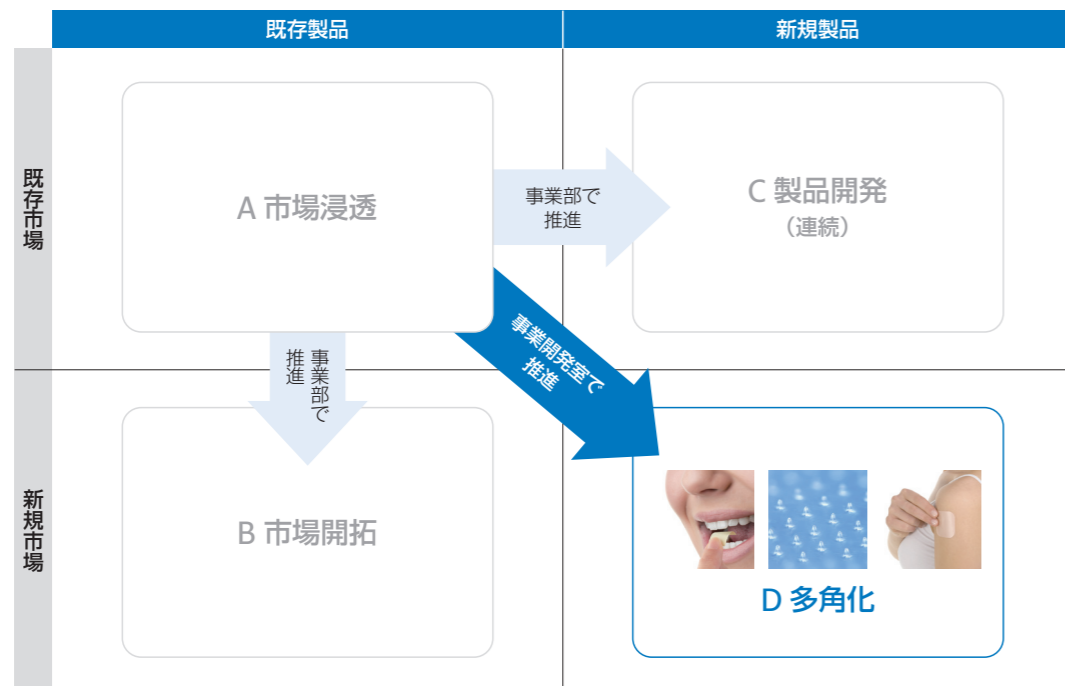 既存製品
新規製品
既存市場
A 市場浸透
事業部で
推進
C 製品開発
（連続）
事業開発室で
推進
事業部で
推進
新規市場
B 市場開拓
D 多角化